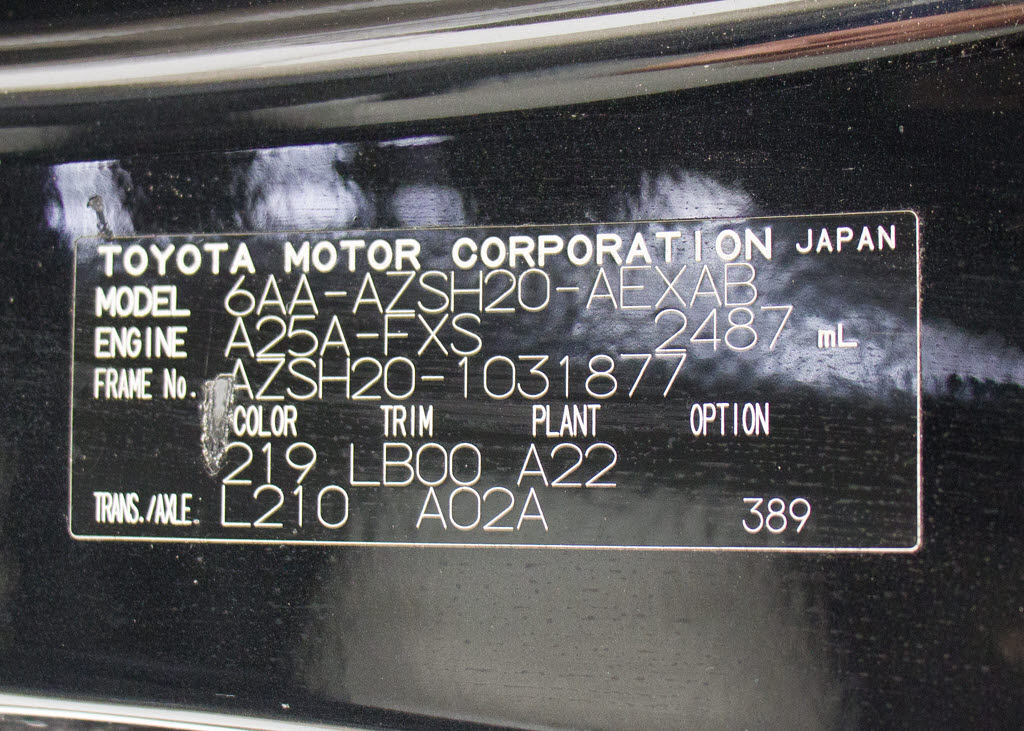 TOYOTA MOTOR CORPORATION JAPAN
MODEL 6AA-AZSH20-AEXAB
ENGINE A25A-FXS 2487 mL
FRAME No. AZSH20-1031877
COLOR TRIM PLANT OPTION
219 LB00 A22
TRANS./AXLE. L210 A02A 389